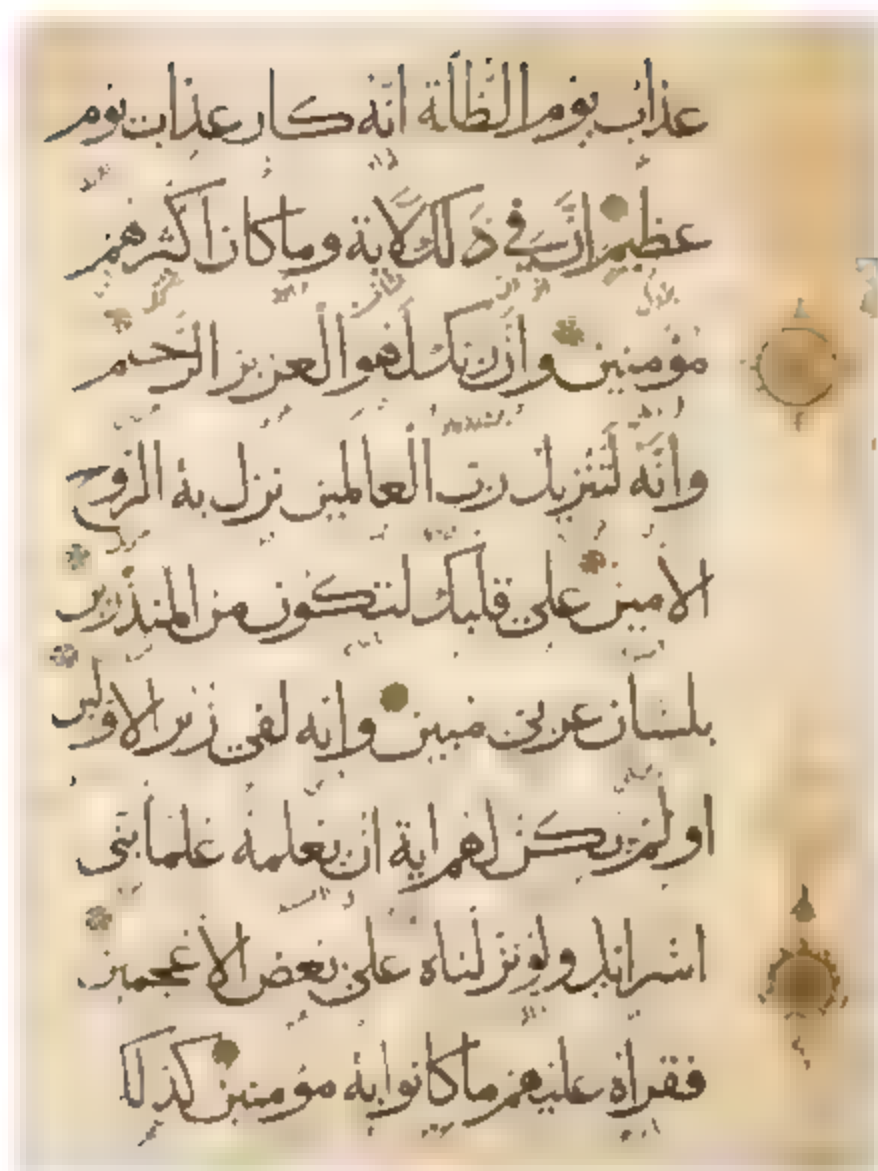 عذاب يوم الظلة انه كان عذاب يوم
عظيم ان في ذلك لاية وما كان اكثرهم
مؤمنين وان ربك لهو العزيز الرحيم
وانه لتنزيل رب العالمين نزل به الروح
الامين على قلبك لتكون من المنذرين
بلسان عربي مبين وانه لفي زبر الاولين
اولم يكن لهم اية ان يعلمه علما بني
اسرائيل ولو نزلناه على بعض الاعجمين
فقراه عليهم ما كانوا به مؤمنين كذلك